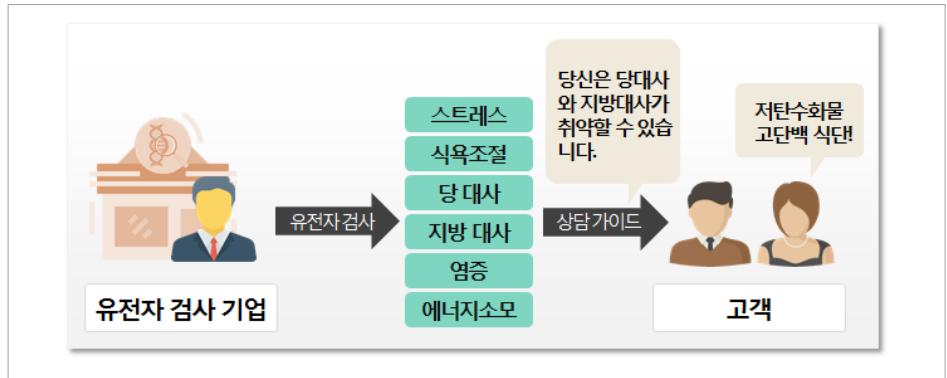 당신은 당대사
와 지방대사가
취약할 수 있습
니다.
저탄수화물
고단백 식단!
스트레스
식욕조절
당 대사
지방 대사
염증
에너지소모
유전자 검사
상담 가이드
유전자 검사 기업
고객